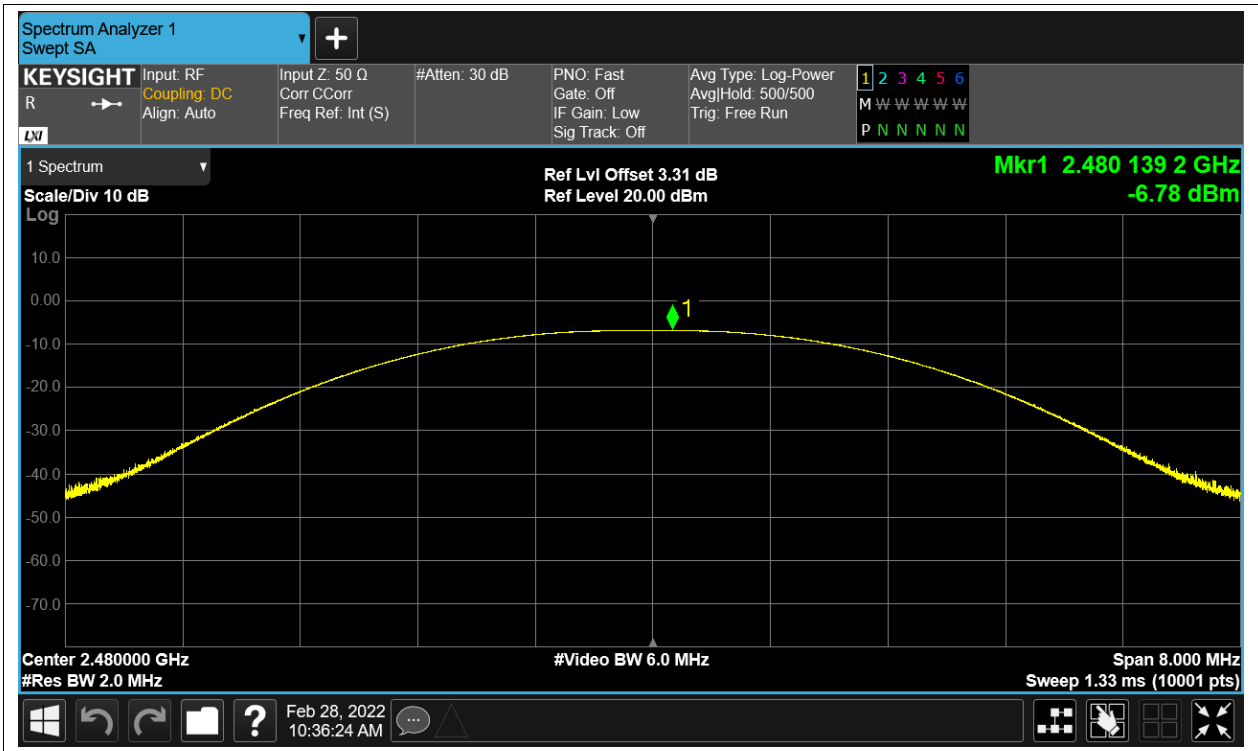 Spectrum Analyzer 1
Swept SA
+
KEYSIGHT
R
LXI
Input: RF
Coupling: DC
Align: Auto
Input Z: 50 Ω
Corr CCorr
Freq Ref: Int (S)
#Atten: 30 dB
PNO: Fast
Gate: Off
IF Gain: Low
Sig Track: Off
Avg Type: Log-Power
Avg|Hold: 500/500
Trig: Free Run
1 2 3 4 5 6
M W W W W W
P N N N N N
1 Spectrum
Scale/Div 10 dB
Log
Ref Lvl Offset 3.31 dB
Ref Level 20.00 dBm
Mkr1 2.480 139 2 GHz
-6.78 dBm
10.0
0.00
-10.0
-20.0
-30.0
-40.0
-50.0
-60.0
-70.0
1
Center 2.480000 GHz
#Res BW 2.0 MHz
#Video BW 6.0 MHz
Span 8.000 MHz
Sweep 1.33 ms (10001 pts)
?
Feb 28, 2022
10:36:24 AM